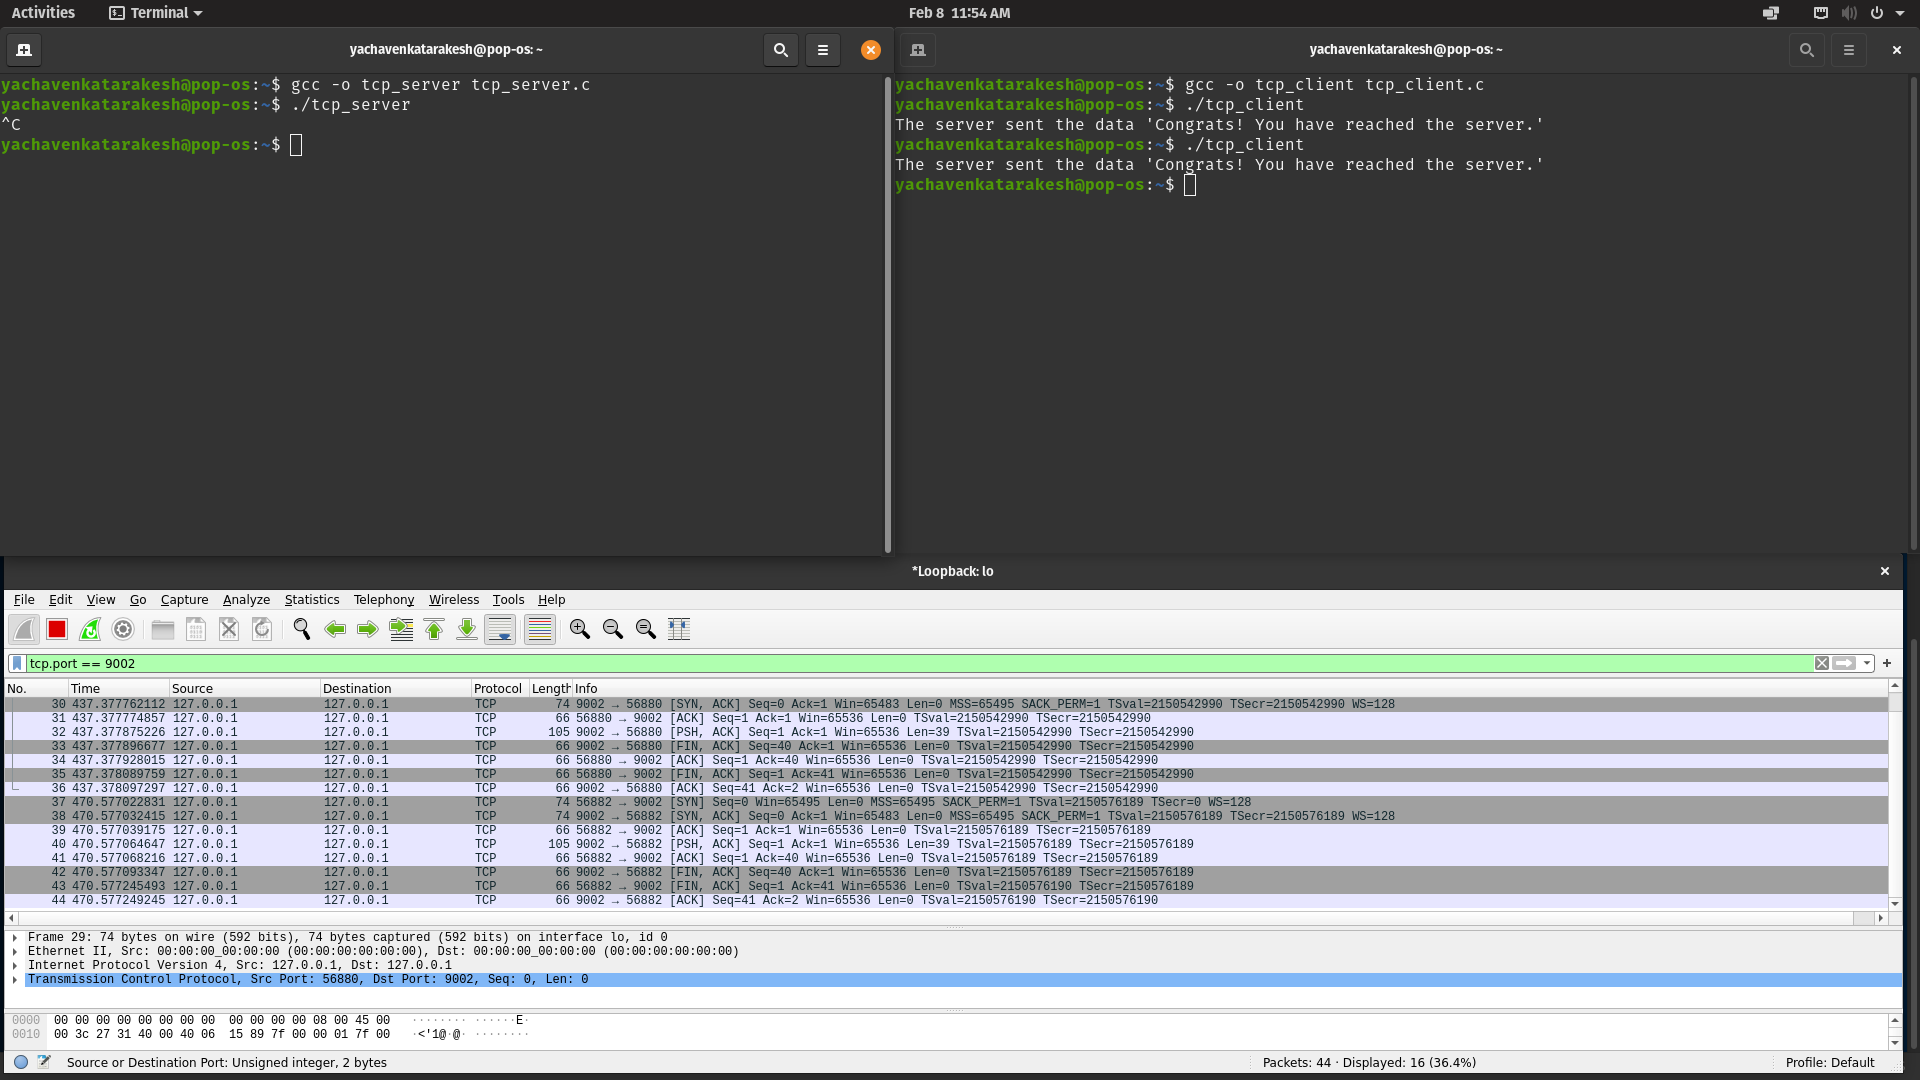 Activities Terminal Feb 8 11:54 AM
yachavenkatarakesh@pop-os: ~
yachavenkatarakesh@pop-os:~$ gcc -o tcp_server tcp_server.c
yachavenkatarakesh@pop-os:~$ ./tcp_server
^C
yachavenkatarakesh@pop-os:~$
yachavenkatarakesh@pop-os: ~
yachavenkatarakesh@pop-os:~$ gcc -o tcp_client tcp_client.c
yachavenkatarakesh@pop-os:~$ ./tcp_client
The server sent the data 'Congrats! You have reached the server.'
yachavenkatarakesh@pop-os:~$ ./tcp_client
The server sent the data 'Congrats! You have reached the server.'
yachavenkatarakesh@pop-os:~$
*Loopback: lo
File Edit View Go Capture Analyze Statistics Telephony Wireless Tools Help
tcp.port == 9002
No. Time Source Destination Protocol Length Info
30 437.377762112 127.0.0.1 127.0.0.1 TCP 74 9002 → 56880 [SYN, ACK] Seq=0 Ack=1 Win=65483 Len=0 MSS=65495 SACK_PERM=1 TSval=2150542990 TSecr=2150542990 WS=128
31 437.377774857 127.0.0.1 127.0.0.1 TCP 66 56880 → 9002 [ACK] Seq=1 Ack=1 Win=65536 Len=0 TSval=2150542990 TSecr=2150542990
32 437.377875226 127.0.0.1 127.0.0.1 TCP 105 9002 → 56880 [PSH, ACK] Seq=1 Ack=1 Win=65536 Len=39 TSval=2150542990 TSecr=2150542990
33 437.377896677 127.0.0.1 127.0.0.1 TCP 66 9002 → 56880 [FIN, ACK] Seq=40 Ack=1 Win=65536 Len=0 TSval=2150542990 TSecr=2150542990
34 437.377928015 127.0.0.1 127.0.0.1 TCP 66 56880 → 9002 [ACK] Seq=1 Ack=40 Win=65536 Len=0 TSval=2150542990 TSecr=2150542990
35 437.378089759 127.0.0.1 127.0.0.1 TCP 66 56880 → 9002 [FIN, ACK] Seq=1 Ack=41 Win=65536 Len=0 TSval=2150542990 TSecr=2150542990
36 437.378097297 127.0.0.1 127.0.0.1 TCP 66 9002 → 56880 [ACK] Seq=41 Ack=2 Win=65536 Len=0 TSval=2150542990 TSecr=2150542990
37 470.577022831 127.0.0.1 127.0.0.1 TCP 74 56882 → 9002 [SYN] Seq=0 Win=65495 Len=0 MSS=65495 SACK_PERM=1 TSval=2150576189 TSecr=0 WS=128
38 470.577032415 127.0.0.1 127.0.0.1 TCP 74 9002 → 56882 [SYN, ACK] Seq=0 Ack=1 Win=65483 Len=0 MSS=65495 SACK_PERM=1 TSval=2150576189 TSecr=2150576189 WS=128
39 470.577039175 127.0.0.1 127.0.0.1 TCP 66 56882 → 9002 [ACK] Seq=1 Ack=1 Win=65536 Len=0 TSval=2150576189 TSecr=2150576189
40 470.577064647 127.0.0.1 127.0.0.1 TCP 105 9002 → 56882 [PSH, ACK] Seq=1 Ack=1 Win=65536 Len=39 TSval=2150576189 TSecr=2150576189
41 470.577068216 127.0.0.1 127.0.0.1 TCP 66 56882 → 9002 [ACK] Seq=1 Ack=40 Win=65536 Len=0 TSval=2150576189 TSecr=2150576189
42 470.577093347 127.0.0.1 127.0.0.1 TCP 66 9002 → 56882 [FIN, ACK] Seq=40 Ack=1 Win=65536 Len=0 TSval=2150576189 TSecr=2150576189
43 470.577245493 127.0.0.1 127.0.0.1 TCP 66 56882 → 9002 [FIN, ACK] Seq=1 Ack=41 Win=65536 Len=0 TSval=2150576190 TSecr=2150576189
44 470.577249245 127.0.0.1 127.0.0.1 TCP 66 9002 → 56882 [ACK] Seq=41 Ack=2 Win=65536 Len=0 TSval=2150576190 TSecr=2150576190
Frame 29: 74 bytes on wire (592 bits), 74 bytes captured (592 bits) on interface lo, id 0
Ethernet II, Src: 00:00:00_00:00:00 (00:00:00:00:00:00), Dst: 00:00:00_00:00:00 (00:00:00:00:00:00)
Internet Protocol Version 4, Src: 127.0.0.1, Dst: 127.0.0.1
Transmission Control Protocol, Src Port: 56880, Dst Port: 9002, Seq: 0, Len: 0
0000 00 00 00 00 00 00 00 00 00 00 00 00 08 00 45 00 ········ ······E·
0010 00 3c 27 31 40 00 40 06 15 89 7f 00 00 01 7f 00 ·<'1@·@· ········
Source or Destination Port: Unsigned integer, 2 bytes Packets: 44 · Displayed: 16 (36.4%) Profile: Default